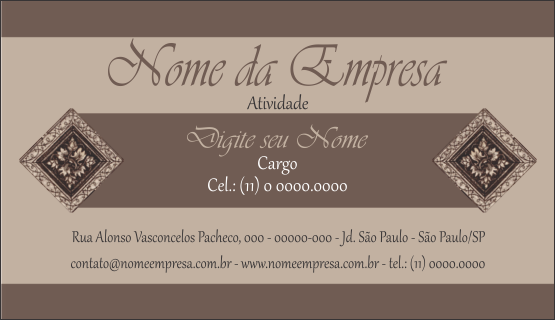 Nome da Empresa
Atividade
Digite seu Nome
Cargo
Cel.: (11) 0 0000.0000
Rua Alonso Vasconcelos Pacheco, 000 - 00000-000 - Jd. São Paulo - São Paulo/SP
contato@nomeempresa.com.br - www.nomeempresa.com.br - tel.: (11) 0000.0000